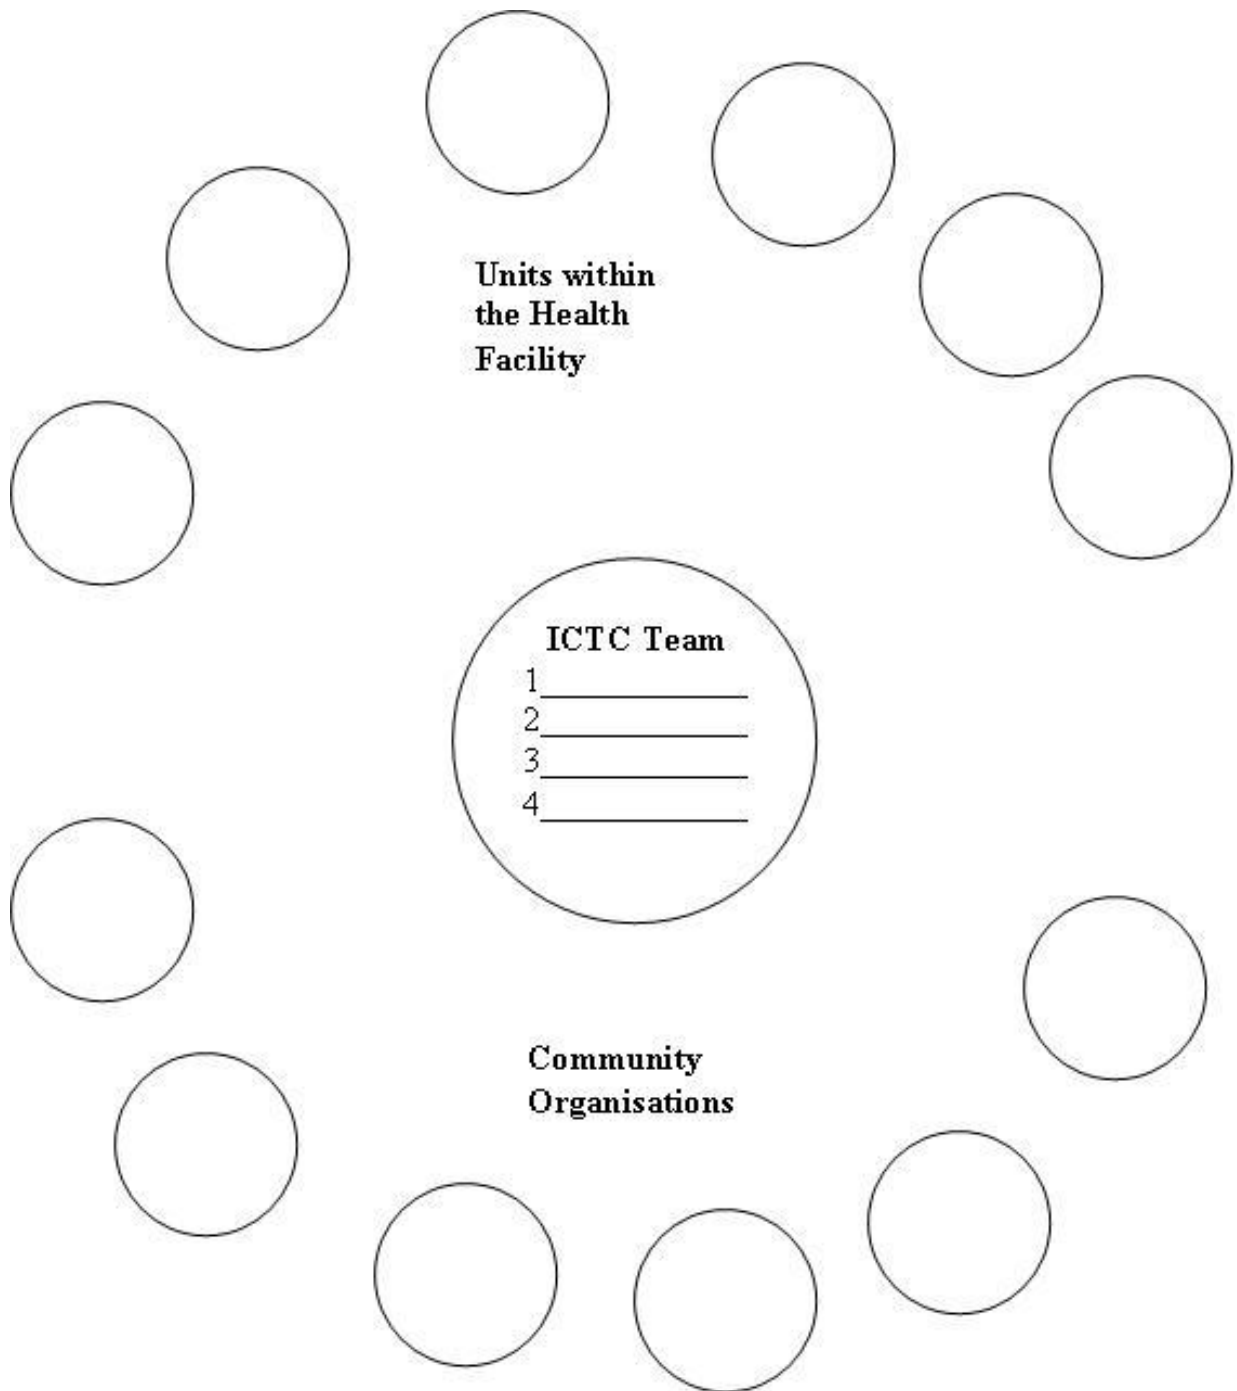 Units within
the Health
Facility
ICTC Team
1
2
3
4
Community
Organisations